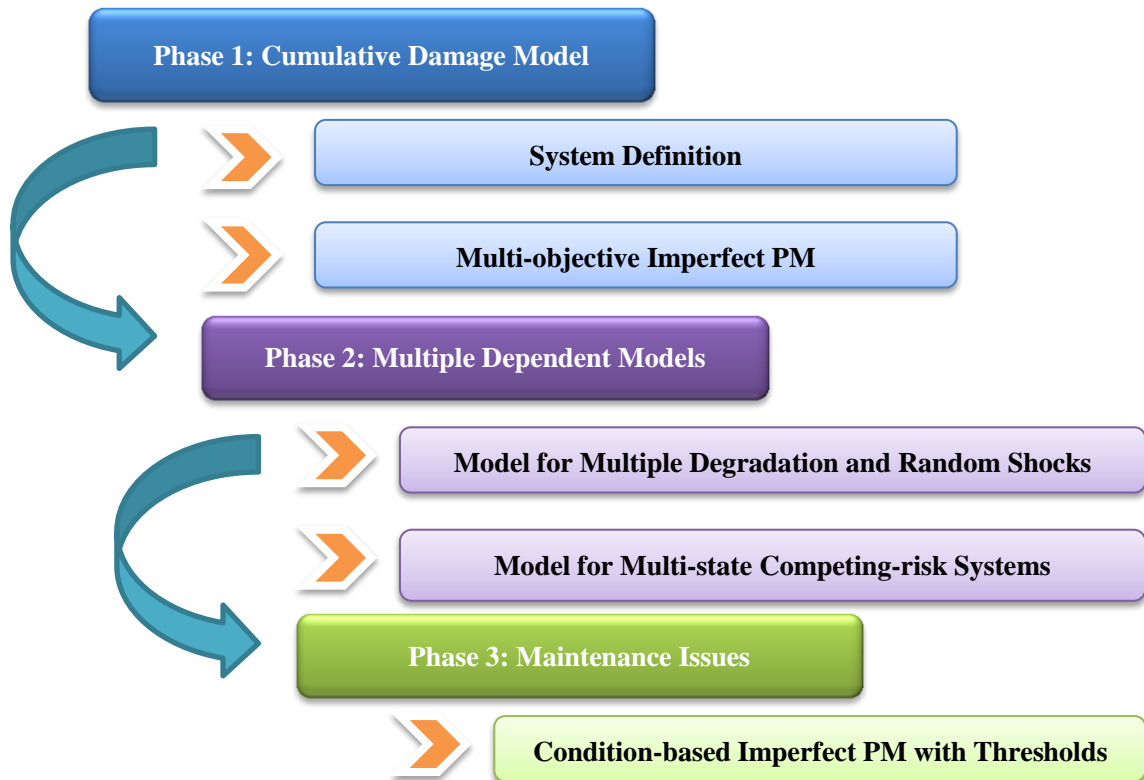 Phase 1: Cumulative Damage Model
System Definition
Multi-objective Imperfect PM
Phase 2: Multiple Dependent Models
Model for Multiple Degradation and Random Shocks
Model for Multi-state Competing-risk Systems
Phase 3: Maintenance Issues
Condition-based Imperfect PM with Thresholds